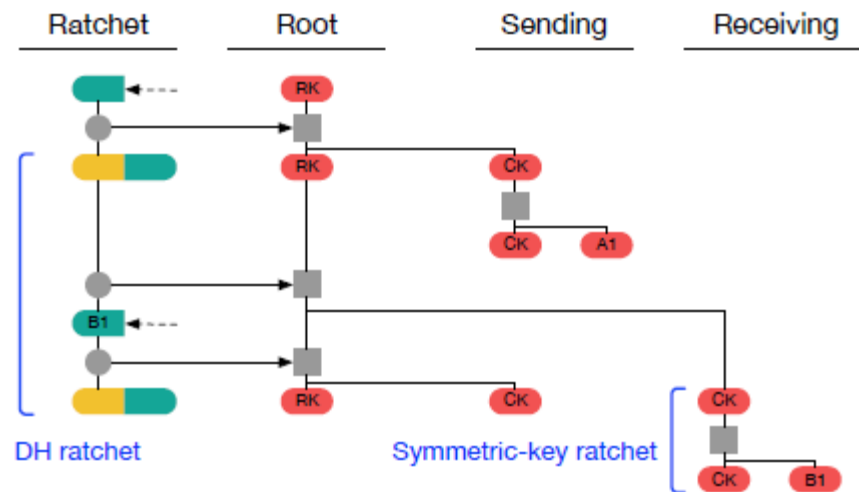 Ratchet Root Sending Receiving
RK
RK CK
CK A1
B1
RK CK CK
DH ratchet Symmetric-key ratchet
CK B1